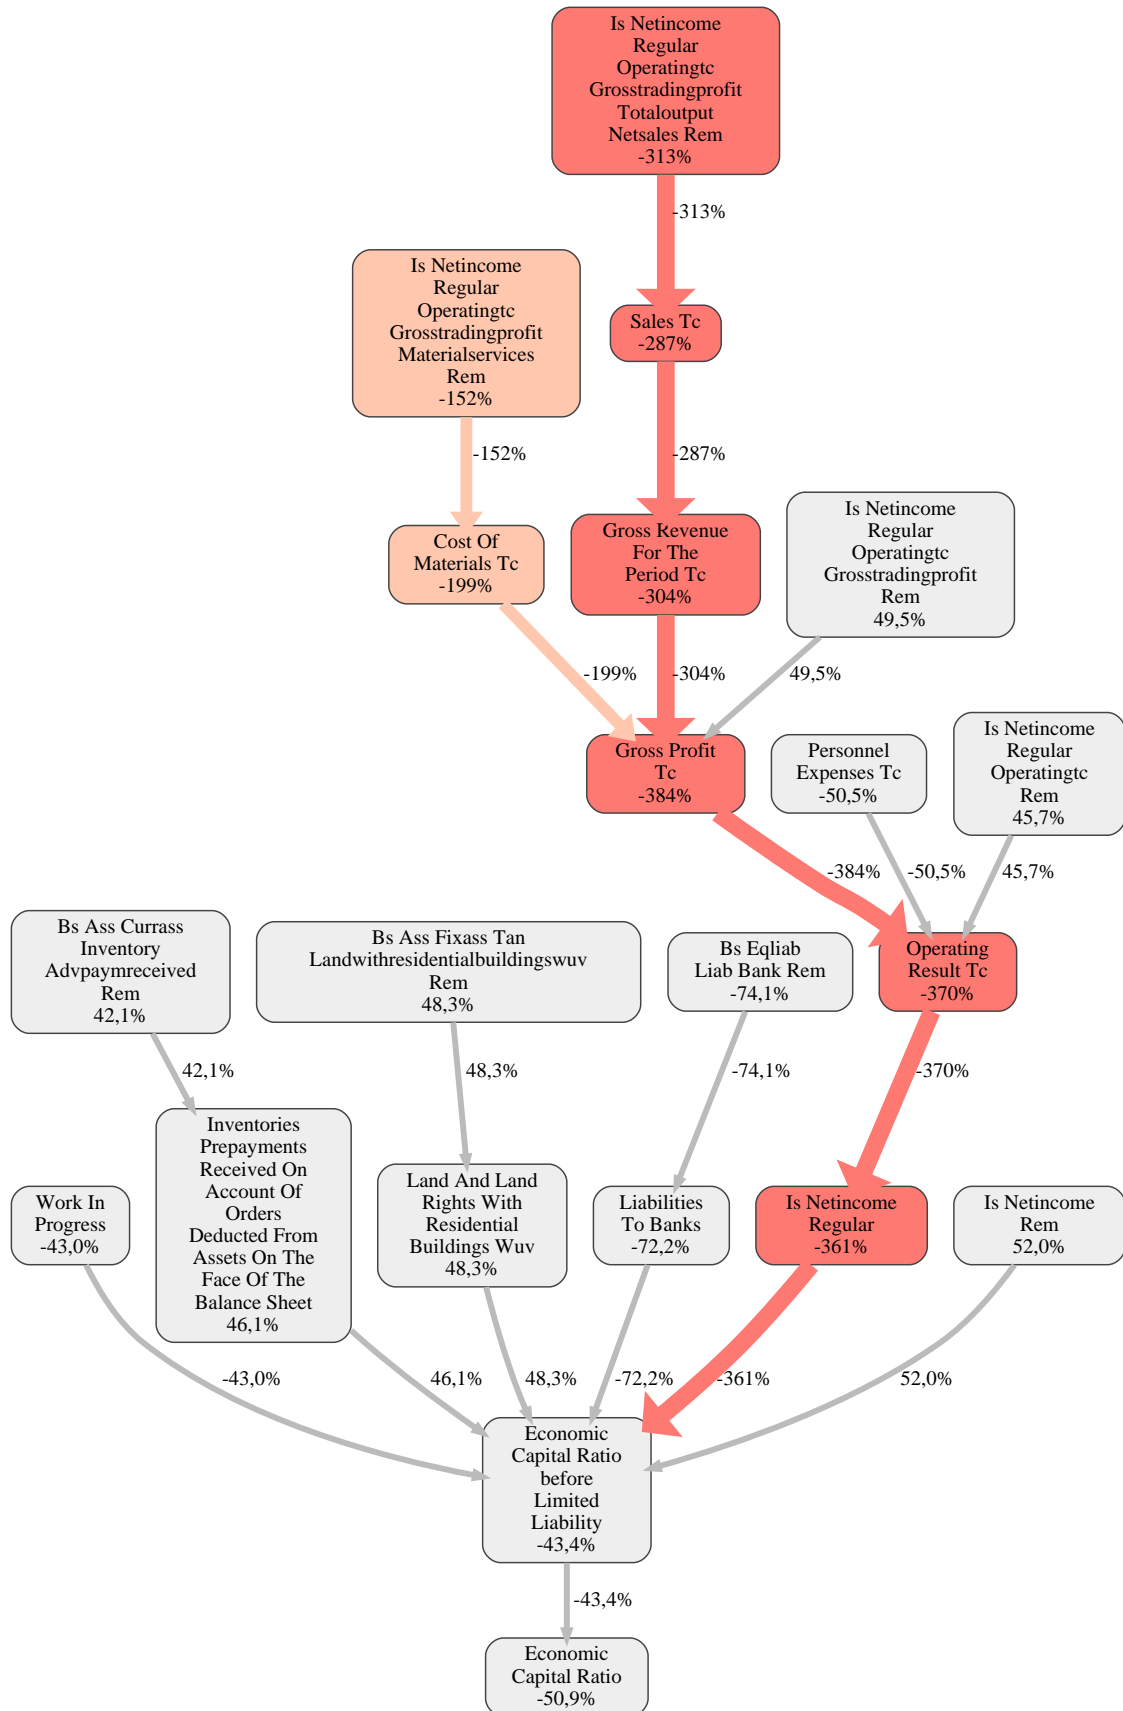 Is Netincome
Regular
Operatingtc
Grosstradingprofit
Totaloutput
Netsales Rem
-313%
-313%
Is Netincome
Regular
Operatingtc
Grosstradingprofit
Materialservices
Rem
-152%
Sales Tc
-287%
-152%
-287%
Is Netincome
Regular
Operatingtc
Grosstradingprofit
Rem
49,5%
Cost Of
Materials Tc
-199%
Gross Revenue
For The
Period Tc
-304%
-199%
-304%
49,5%
Gross Profit
Tc
-384%
Personnel
Expenses Tc
-50,5%
Is Netincome
Regular
Operatingtc
Rem
45,7%
-384%
-50,5%
45,7%
Bs Ass Currass
Inventory
Advpaymreceived
Rem
42,1%
Bs Ass Fixass Tan
Landwithresidentialbuildingswuv
Rem
48,3%
Bs Eqliab
Liab Bank Rem
-74,1%
Operating
Result Tc
-370%
42,1%
48,3%
-74,1%
-370%
Work In
Progress
-43,0%
Inventories
Prepayments
Received On
Account Of
Orders
Deducted From
Assets On The
Face Of The
Balance Sheet
46,1%
Land And Land
Rights With
Residential
Buildings Wuv
48,3%
Liabilities
To Banks
-72,2%
Is Netincome
Regular
-361%
Is Netincome
Rem
52,0%
-43,0%
46,1%
48,3%
-72,2%
-361%
52,0%
Economic
Capital Ratio
before
Limited
Liability
-43,4%
-43,4%
Economic
Capital Ratio
-50,9%